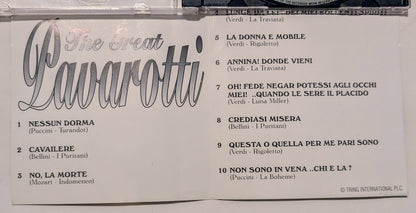 The Great
Pavarotti
1 NESSUN DORMA
(Puccini - Turandot)
2 CAVAILERE
(Bellini - I Puritani)
3 NO, LA MORTE
(Mozart - Indomeneo)
(Verdi - La Traviata)
5 LA DONNA E MOBILE
(Verdi - Rigoletto)
6 ANNINA! DONDE VIENI
(Verdi - La Traviata)
7 OH! FEDE NEGAR POTESSI AGLI OCCHI
MIEI! ..QUANDO LE SERE IL PLACIDO
(Verdi - Luisa Miller)
8 CREDIASI MISERA
(Bellini - I Puritani)
9 QUESTA O QUELLA PER ME PARI SONO
(Verdi - Rigoletto)
10 NON SONO IN VENA ..CHI E LA ?
(Puccini - La Boheme)
© TRING INTERNATIONAL PLC